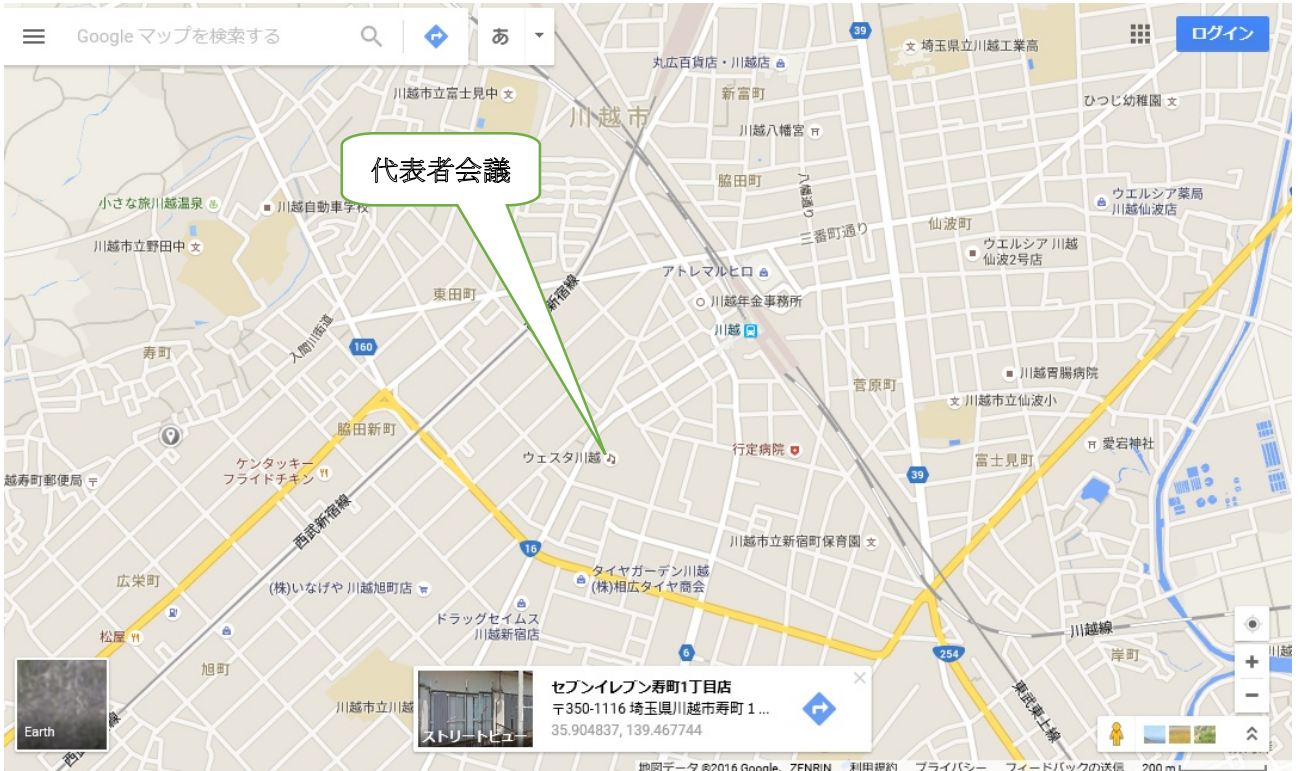 Google マップを検索する
あ
ログイン
39
文 埼玉県立川越工業高
丸広百貨店・川越店
川越市立富士見中 文
新富町
ひつじ幼稚園 文
川越市
川越八幡宮
代表者会議
脇田町
八幡通り
ウエルシア薬局
川越仙波店
小さな旅川越温泉
川越自動車学校
仙波町
三番町通り
川越市立野田中 文
ウエルシア 川越
仙波2号店
アトレマルヒロ
東田町
新宿線
川越年金事務所
川越
入間川街道
160
寿町
川越胃腸病院
菅原町
文 川越市立仙波小
脇田新町
行定病院
愛宕神社
ウェスタ川越
富士見町
ケンタッキー
フライドチキン
39
越寿町郵便局
西武新宿線
川越市立新宿町保育園 文
16
タイヤガーデン川越
(株)相広タイヤ商会
広栄町
(株)いなげや 川越旭町店
ドラッグセイムス
川越新宿店
松屋
川越線
6
254
岸町
旭町
川越
東武東上線
セブンイレブン寿町1丁目店
〒350-1116 埼玉県川越市寿町 1 ...
35.904837, 139.467744
川越市立川越
ストリートビュー
Earth
地図データ ©2016 Google、ZENRIN
利用規約
プライバシー
フィードバックの送信
200 m